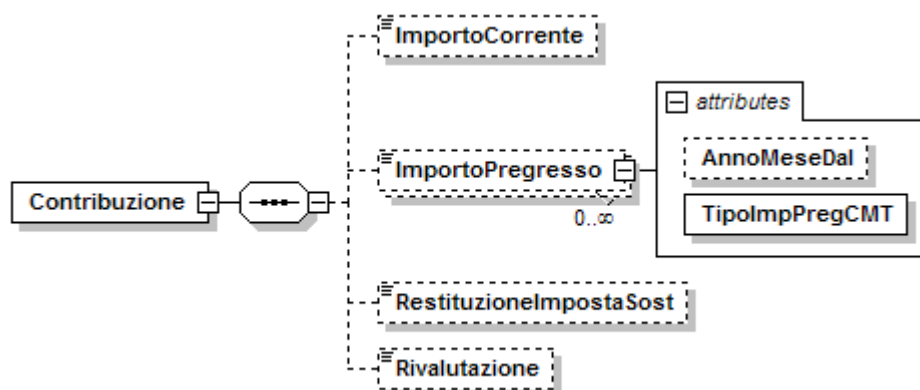 ImportoCorrente
attributes
AnnoMeseDal
ImportoPregresso
Contribuzione
TipoImpPregCMT
0..∞
RestituzioneImpostaSost
Rivalutazione